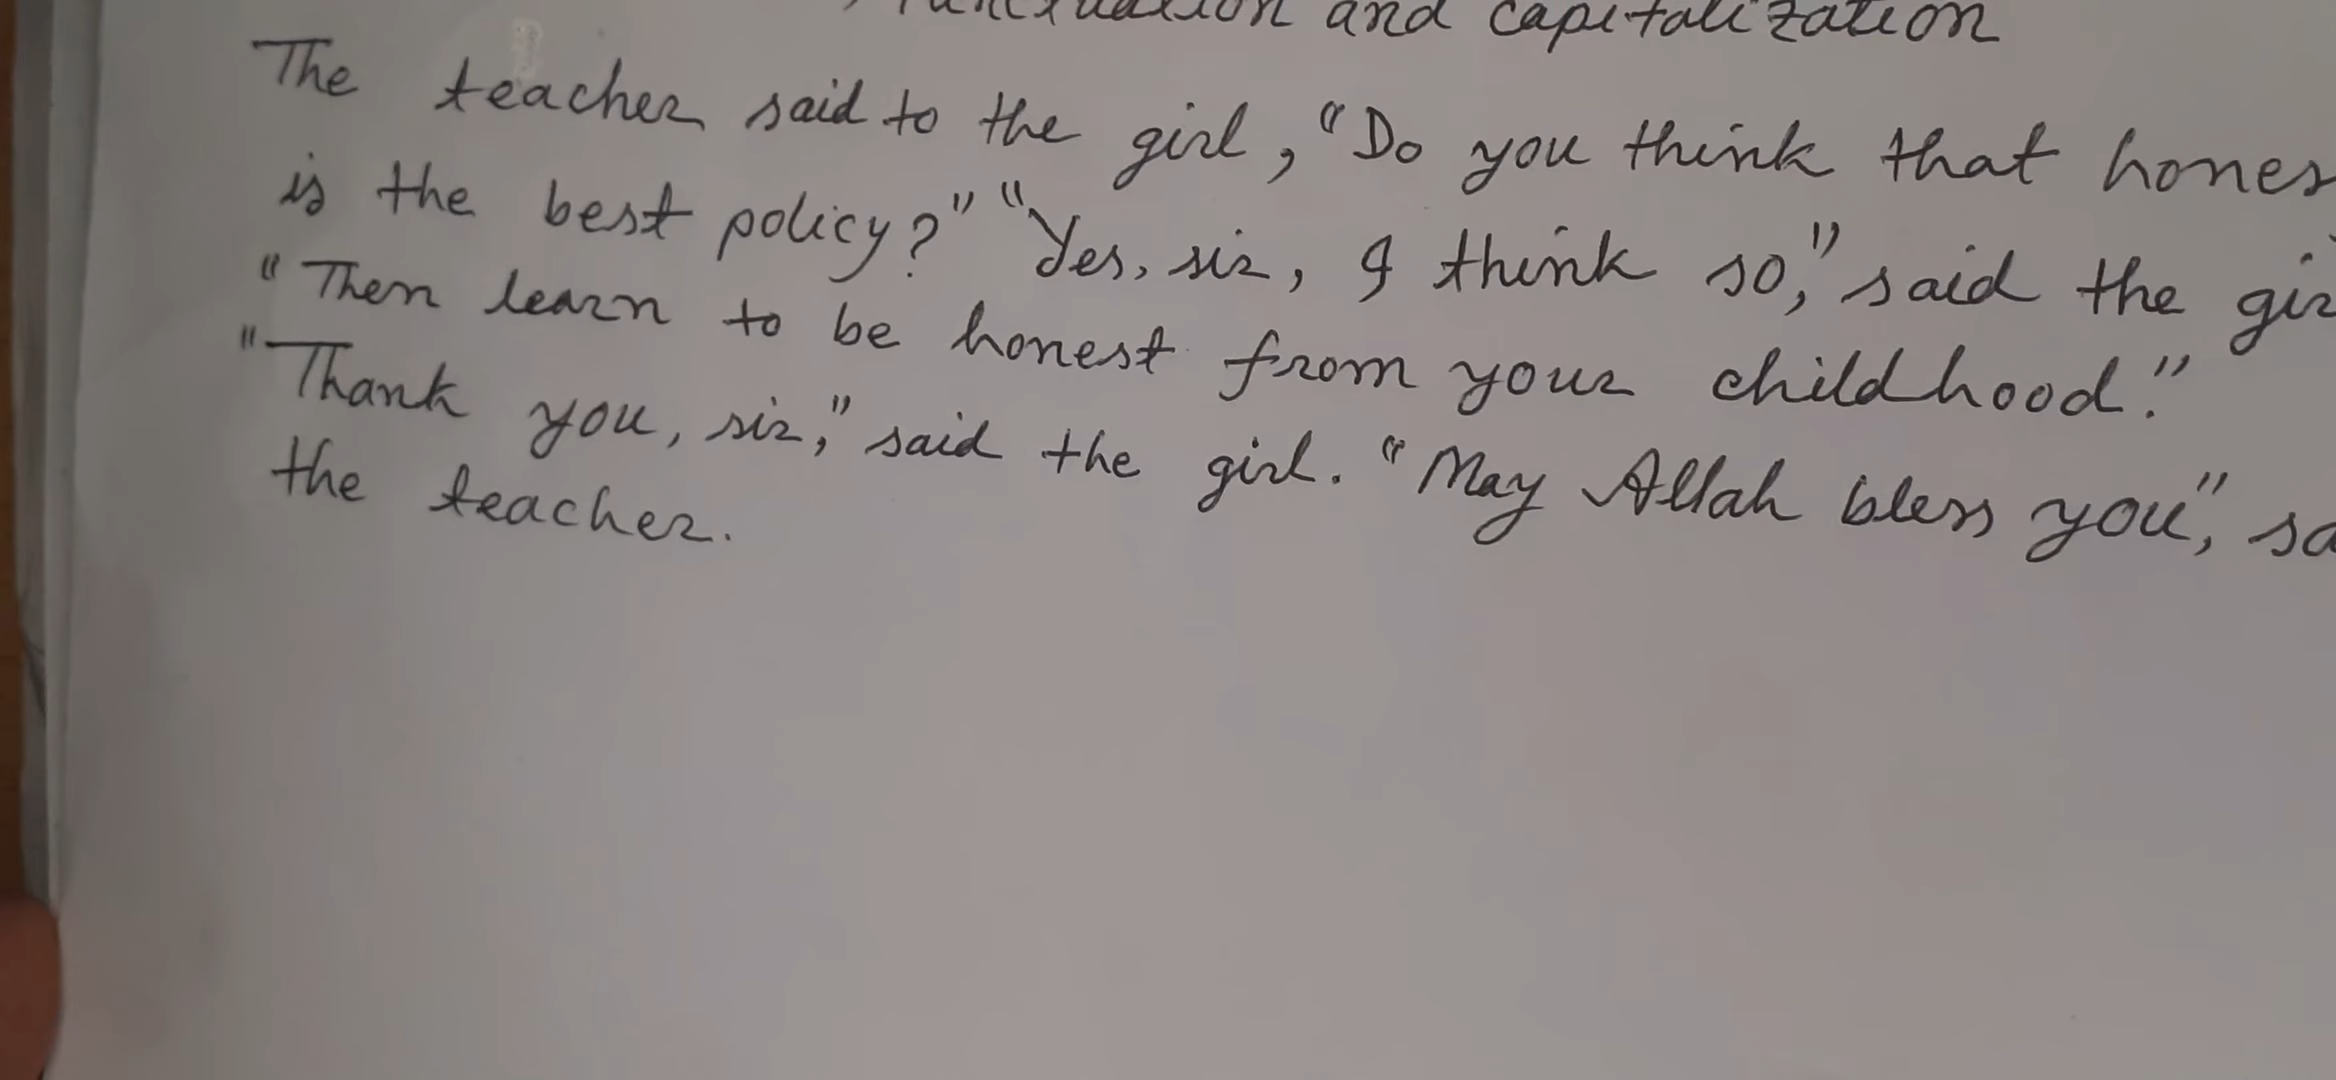 Punctuation and capitalization
The teacher said to the girl, "Do you think that hones
is the best policy?" "Yes, sir, I think so," said the gir
"Then learn to be honest from your childhood."
"Thank you, sir," said the girl. "May Allah bless you", sa
the teacher.